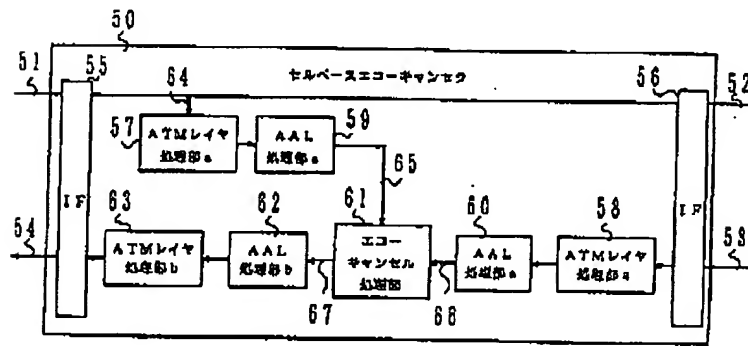 50
51
55
セルベースエコーキャンセラ
56
52
64
57
ATMレイヤ
処理部a
59
AAL
処理部a
65
IF
63
62
61
60
58
IF
54
ATMレイヤ
処理部b
AAL
処理部b
エコー
キャンセル
処理部
AAL
処理部a
ATMレイヤ
処理部a
53
67
68